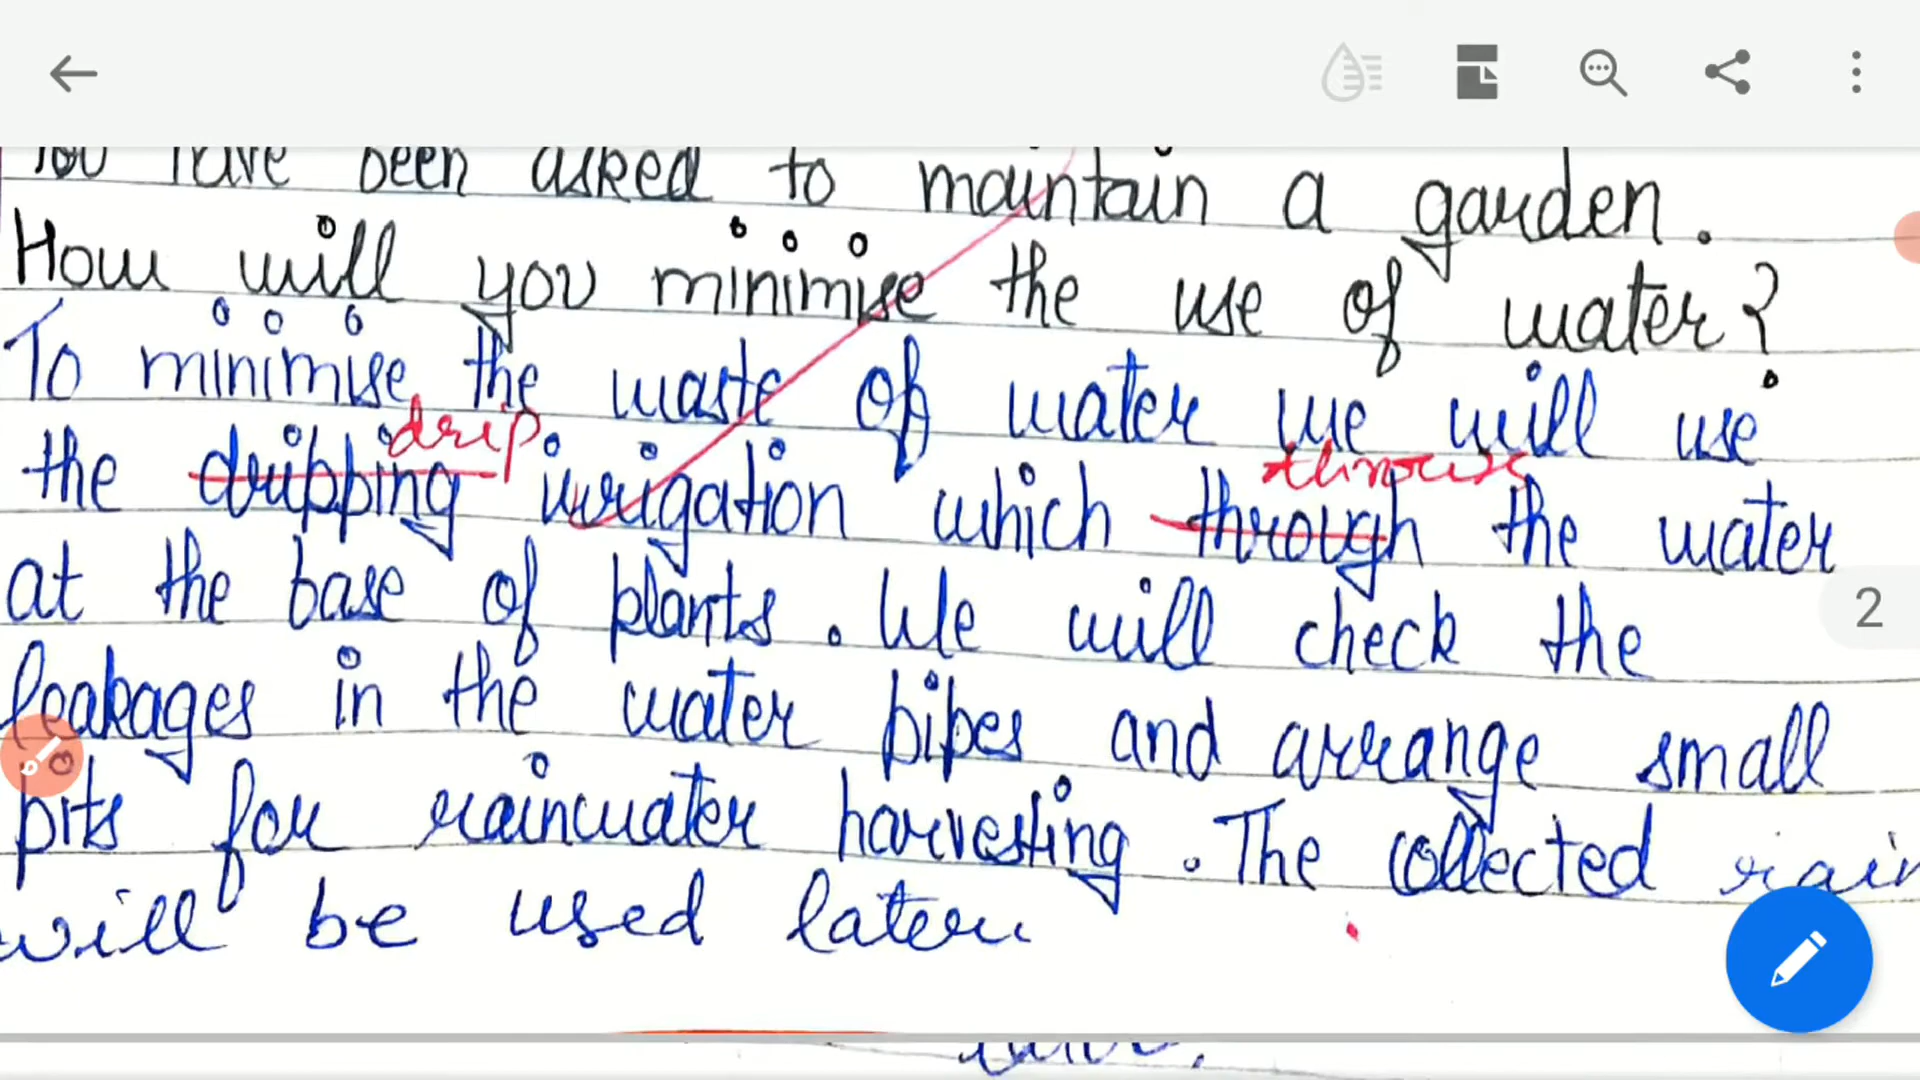 You have been asked to maintain a garden.
How will you minimise the use of water?
To minimise the waste of water we will use
drip throws
the dripping irrigation which through the water
at the base of plants. We will check the
leakages in the water pipes and arrange small
2
pits for rainwater harvesting. The collected rain
will be used later.